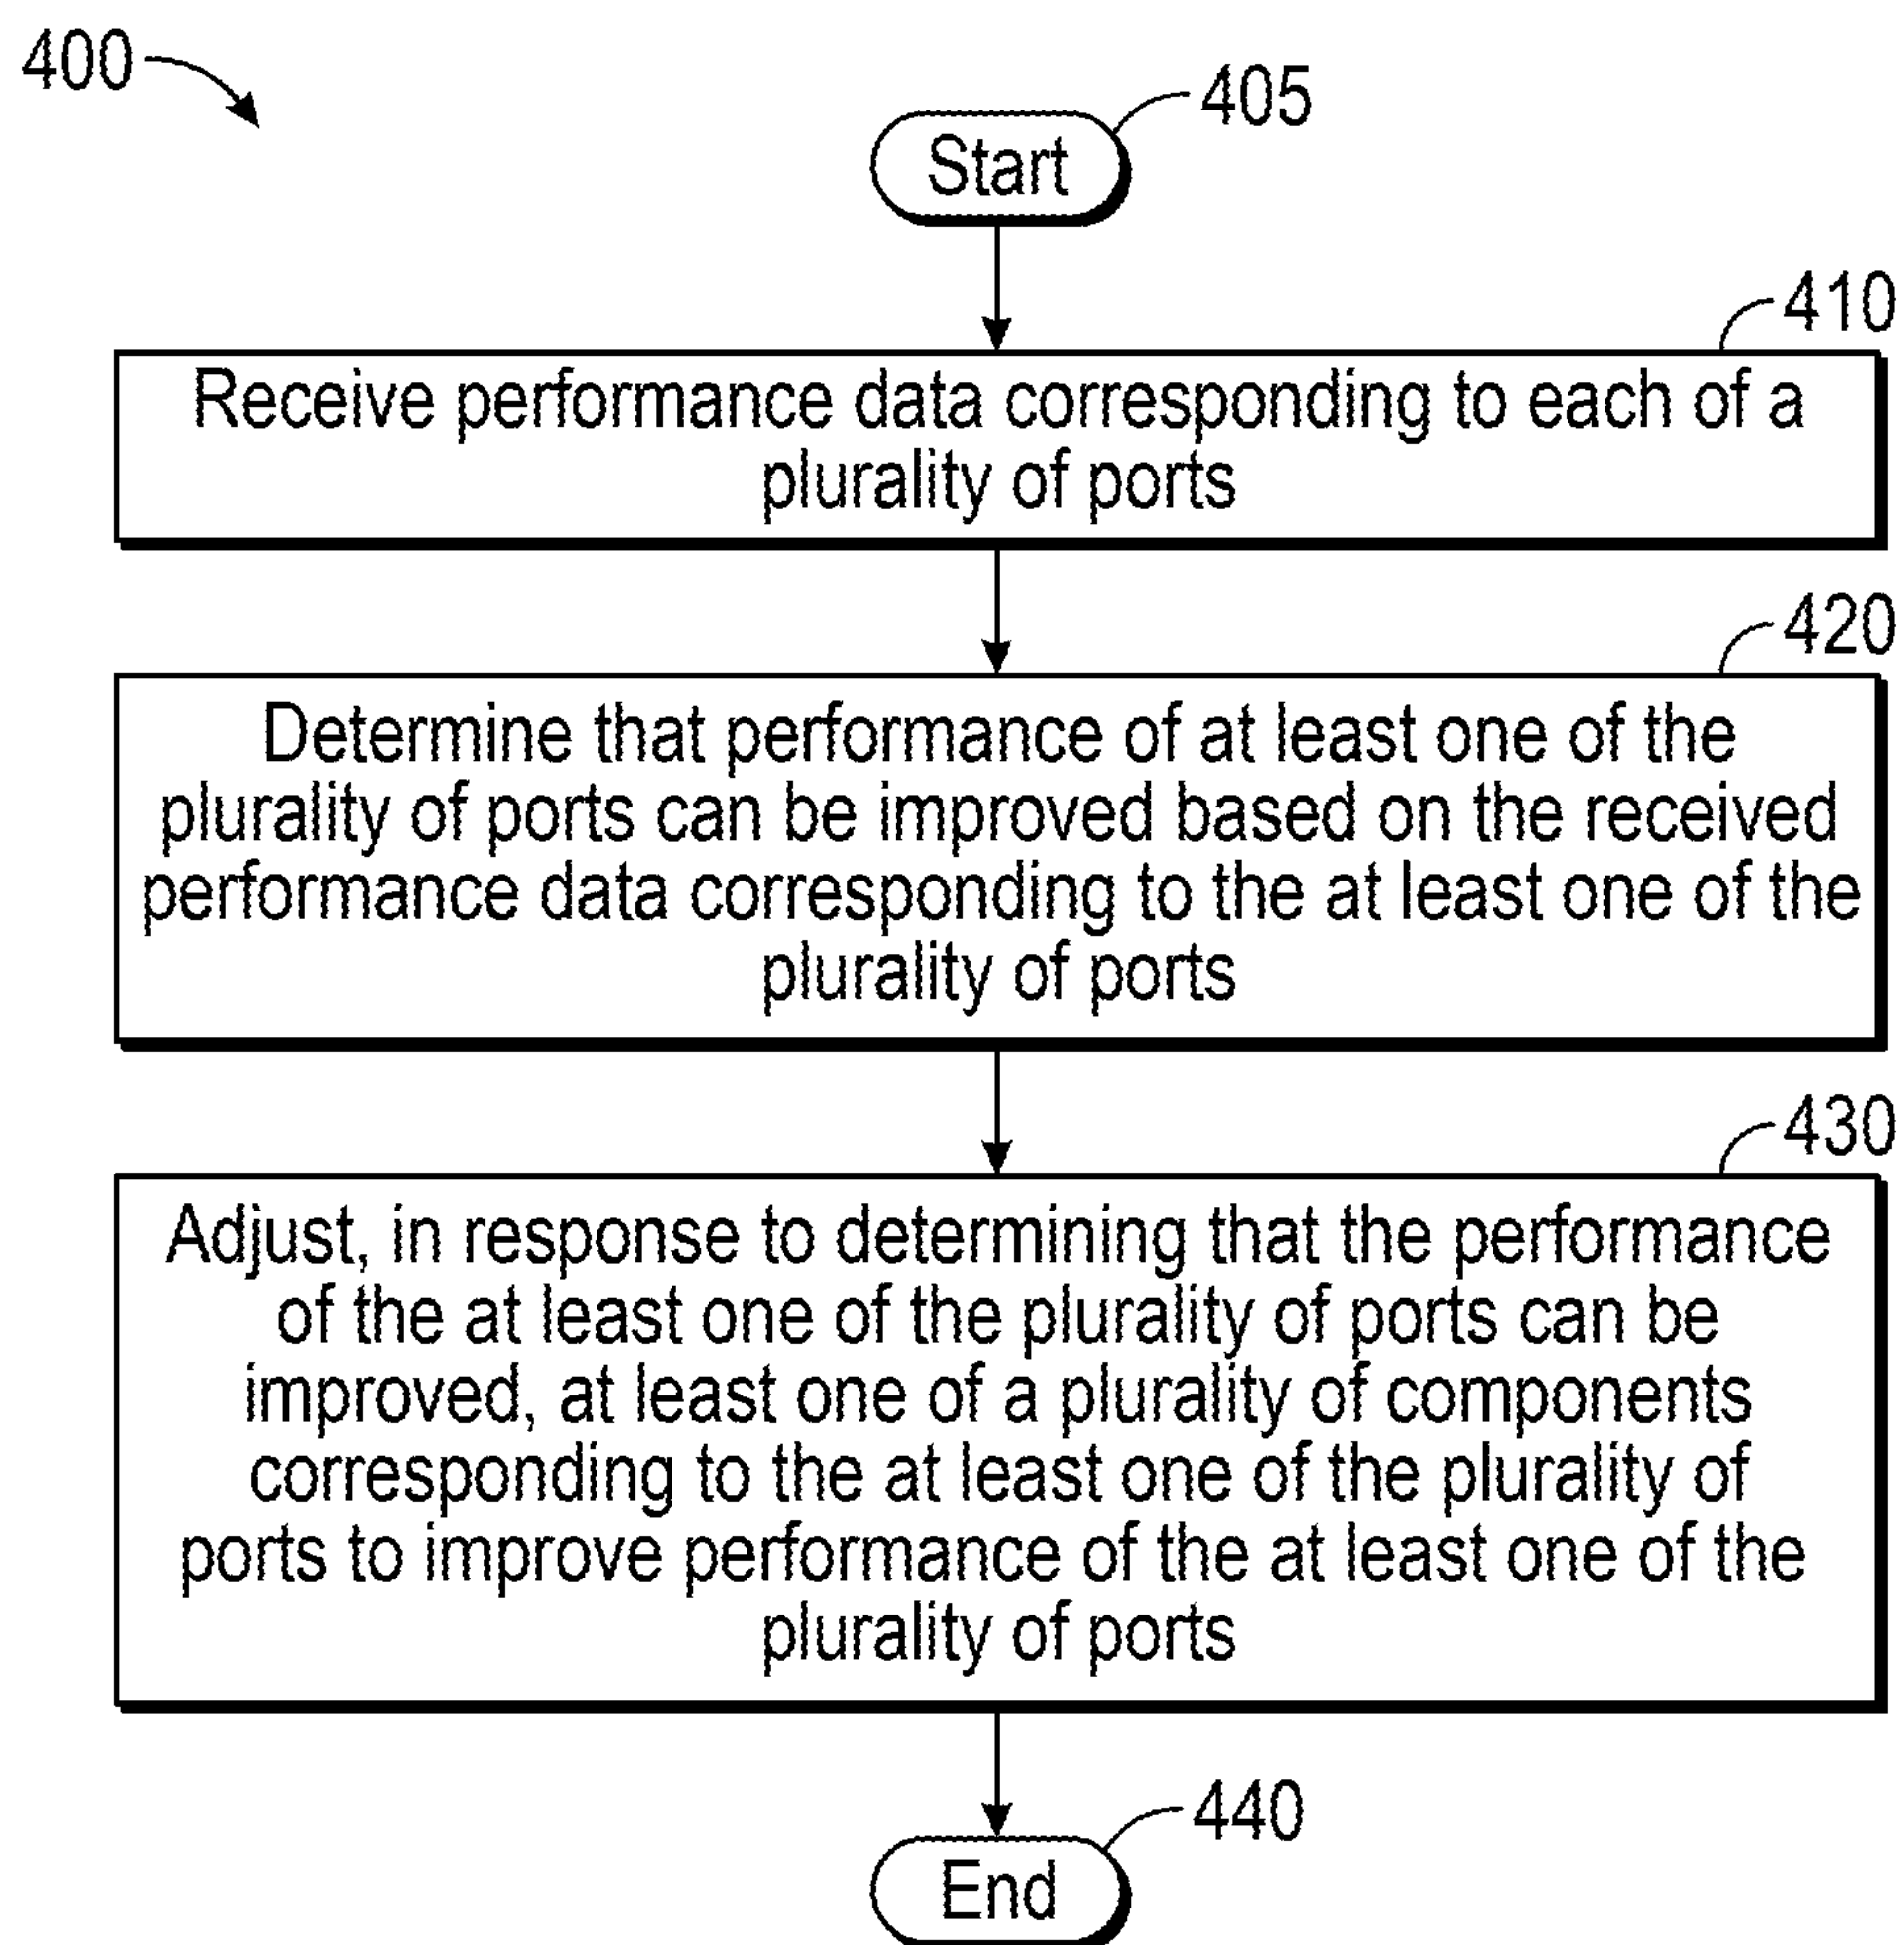 400
405
Start
410
Receive performance data corresponding to each of a
plurality of ports
420
Determine that performance of at least one of the
plurality of ports can be improved based on the received
performance data corresponding to the at least one of the
plurality of ports
430
Adjust, in response to determining that the performance
of the at least one of the plurality of ports can be
improved, at least one of a plurality of components
corresponding to the at least one of the plurality of
ports to improve performance of the at least one of the
plurality of ports
440
End